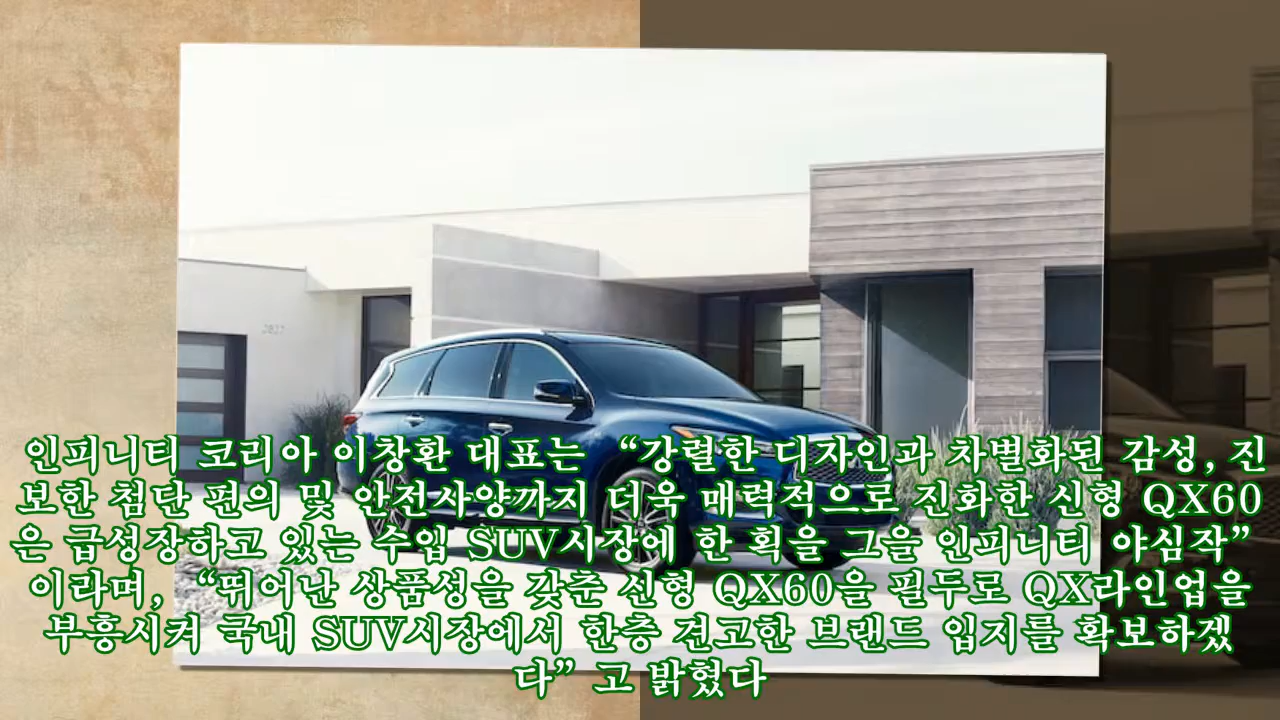 2827
인피니티 코리아 이창환 대표는 “강렬한 디자인과 차별화된 감성, 진
보한 첨단 편의 및 안전사양까지 더욱 매력적으로 진화한 신형 QX60
은 급성장하고 있는 수입 SUV시장에 한 획을 그을 인피니티 야심작”
이라며, “뛰어난 상품성을 갖춘 신형 QX60을 필두로 QX라인업을
부흥시켜 국내 SUV시장에서 한층 견고한 브랜드 입지를 확보하겠
다” 고 밝혔다